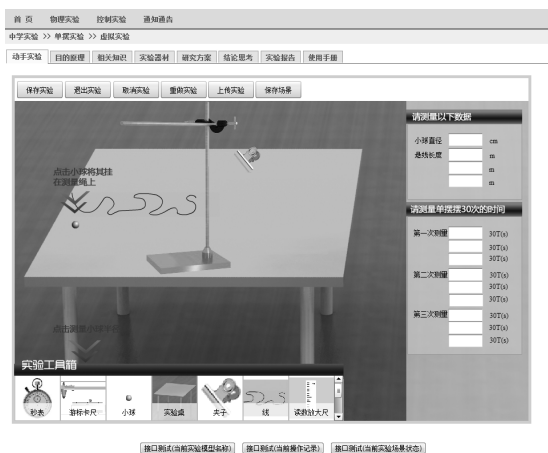 首 页 物理实验 控制实验 通知通告
中学实验 >> 单摆实验 >> 虚拟实验
动手实验 目的原理 相关知识 实验器材 研究方案 结论思考 实验报告 使用手册
保存实验 退出实验 取消实验 重做实验 上传实验 保存场景
请测量以下数据
小球直径 cm
悬线长度 m
m
m
请测量单摆摆30次的时间
第一次测量 30T(s)
30T(s)
30T(s)
第二次测量 30T(s)
30T(s)
30T(s)
第三次测量 30T(s)
30T(s)
30T(s)
点击小球将其挂
在测量绳上
点击测量小球
实验工具箱
秒表 游标卡尺 小球 实验桌 夹子 线 读数放大尺
接口测试(当前实验模型名称) 接口测试(当前操作记录) 接口测试(当前实验场景状态)